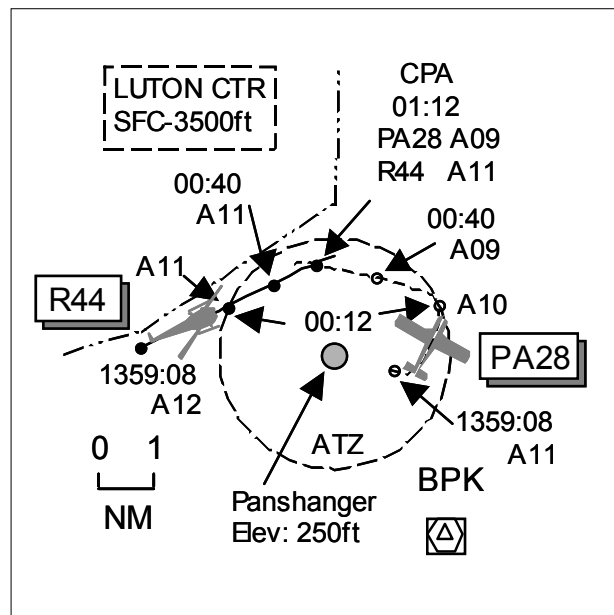 LUTON CTR
SFC-3500ft
CPA
01:12
PA28 A09
R44 A11
00:40
A11
00:40
A09
A11
R44
00:12
A10
PA28
1359:08
A12
1359:08
A11
0 1
NM
ATZ
BPK
Panshanger
Elev: 250ft